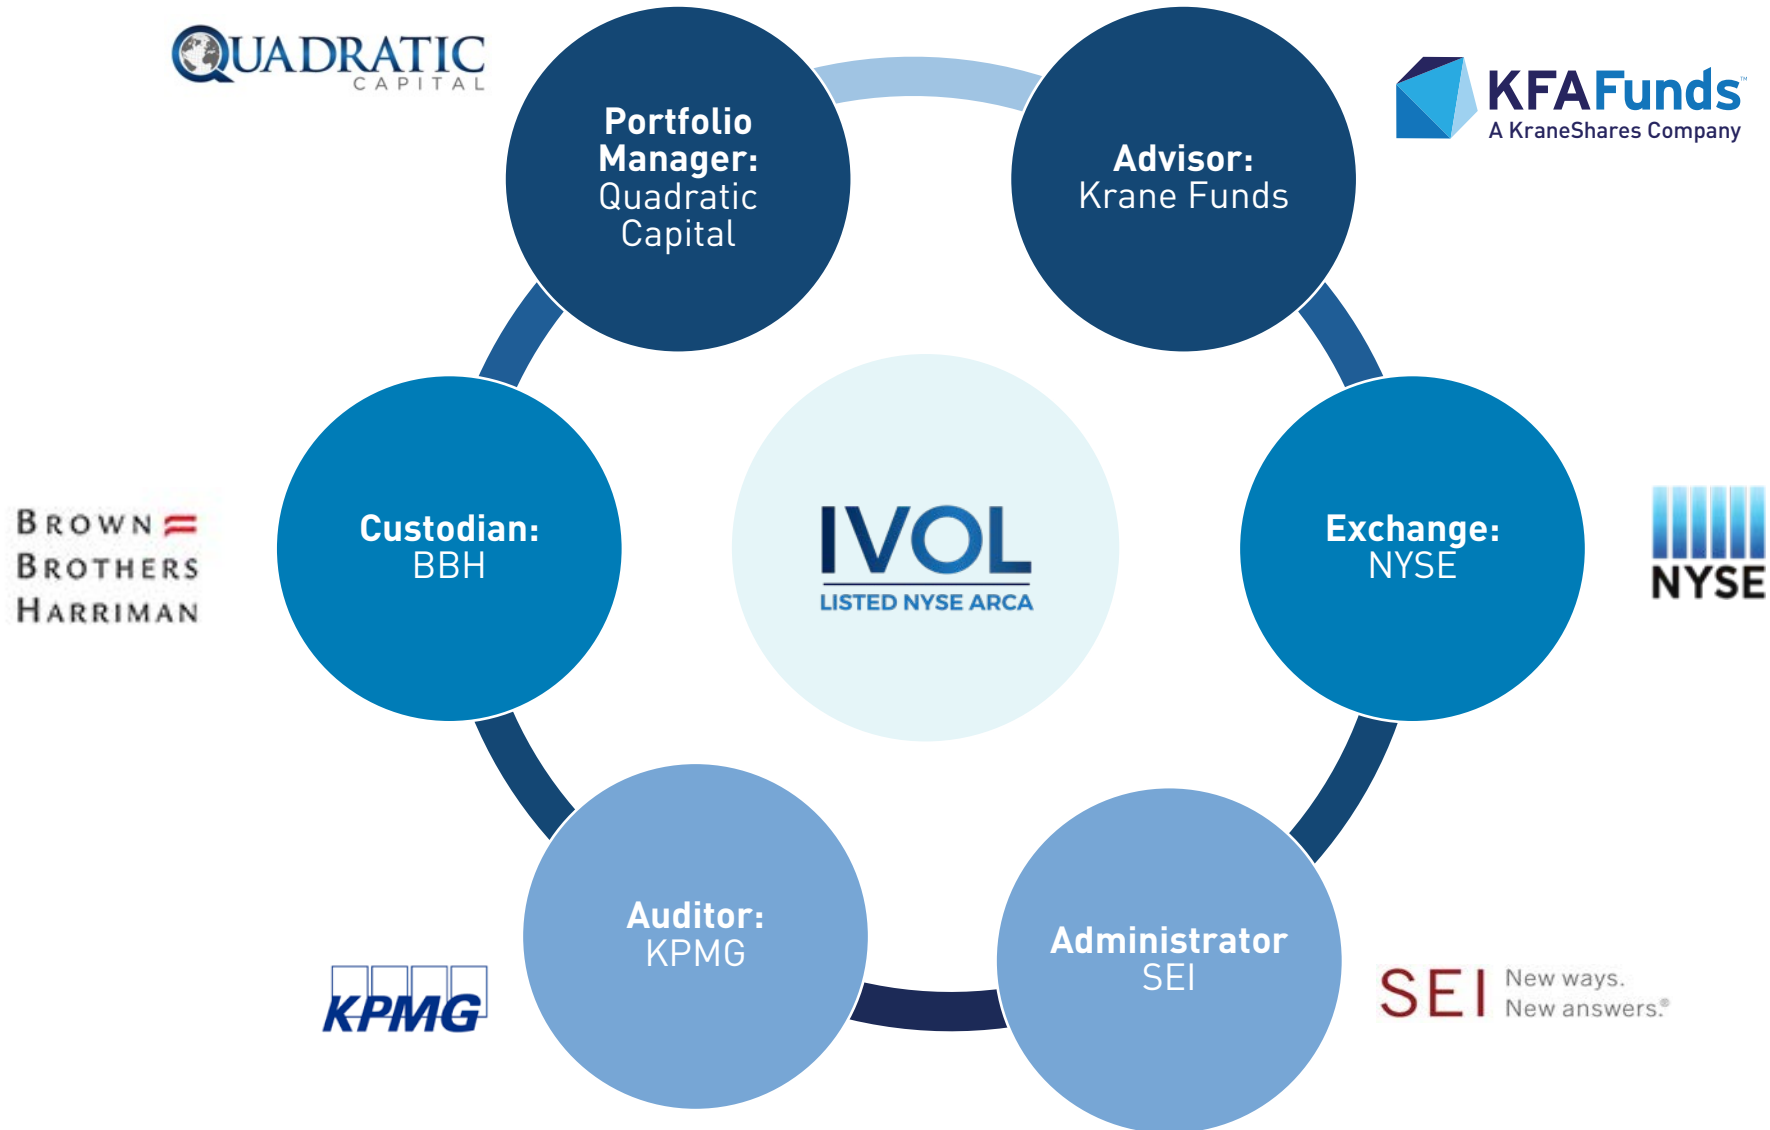 QUADRATIC
CAPITAL
Portfolio
Manager:
Quadratic
Capital
Advisor:
Krane Funds
KFAFunds™
A KraneShares Company
BROWN
BROTHERS
HARRIMAN
Custodian:
BBH
IVOL
LISTED NYSE ARCA
Exchange:
NYSE
NYSE
KPMG
Auditor:
KPMG
Administrator
SEI
SEI
New ways.
New answers.®